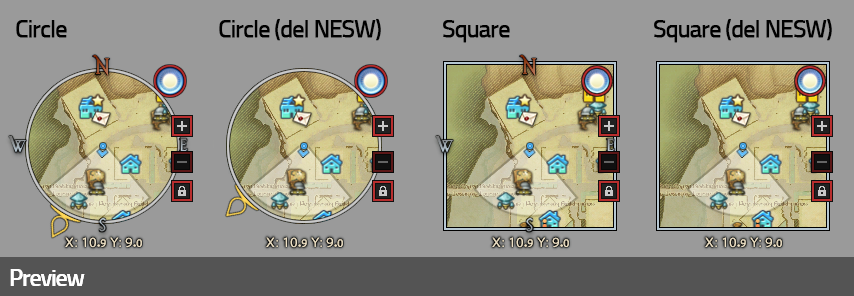 Circle
Circle (del NESW)
Square
Square (del NESW)
N
W
E
S
X: 10.9 Y: 9.0
X: 10.9 Y: 9.0
N
W
E
S
X: 10.9 Y: 9.0
X: 10.9 Y: 9.0
Preview